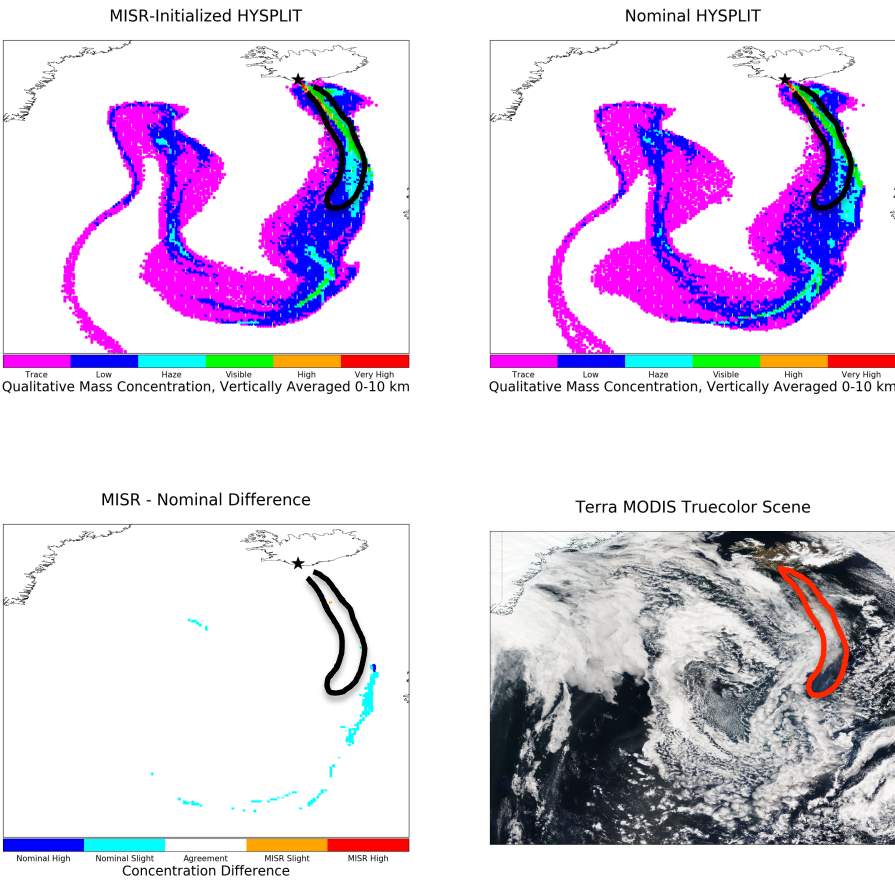 MISR-Initialized HYSPLIT
Nominal HYSPLIT
Trace Low Haze Visible High Very High
Qualitative Mass Concentration, Vertically Averaged 0-10 km
Trace Low Haze Visible High Very High
Qualitative Mass Concentration, Vertically Averaged 0-10 km
MISR - Nominal Difference
Terra MODIS Truecolor Scene
Nominal High Nominal Slight Agreement MISR Slight MISR High
Concentration Difference